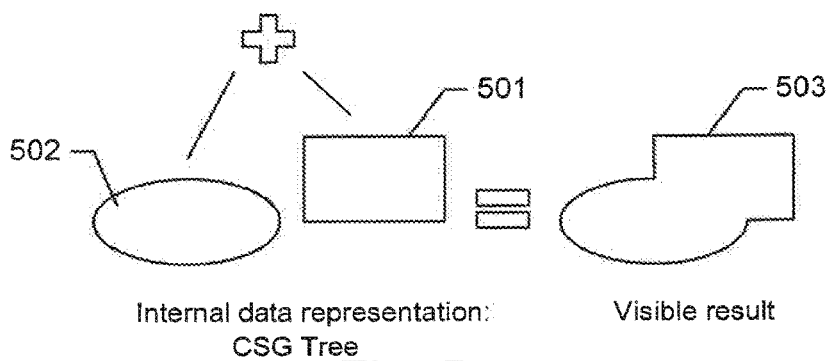 501
503
502
Internal data representation:
CSG Tree
Visible result